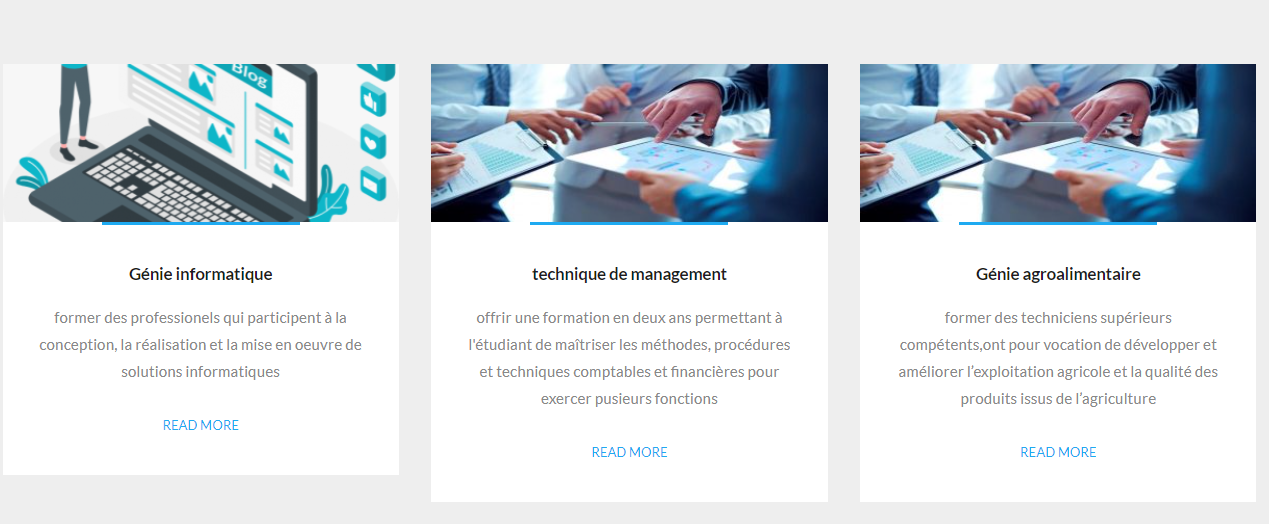 Blog
Génie informatique
former des professionels qui participent à la
conception, la réalisation et la mise en oeuvre de
solutions informatiques
READ MORE
technique de management
offrir une formation en deux ans permettant à
l'étudiant de maîtriser les méthodes, procédures
et techniques comptables et financières pour
exercer pusieurs fonctions
READ MORE
Génie agroalimentaire
former des techniciens supérieurs
compétents,ont pour vocation de développer et
améliorer l’exploitation agricole et la qualité des
produits issus de l’agriculture
READ MORE